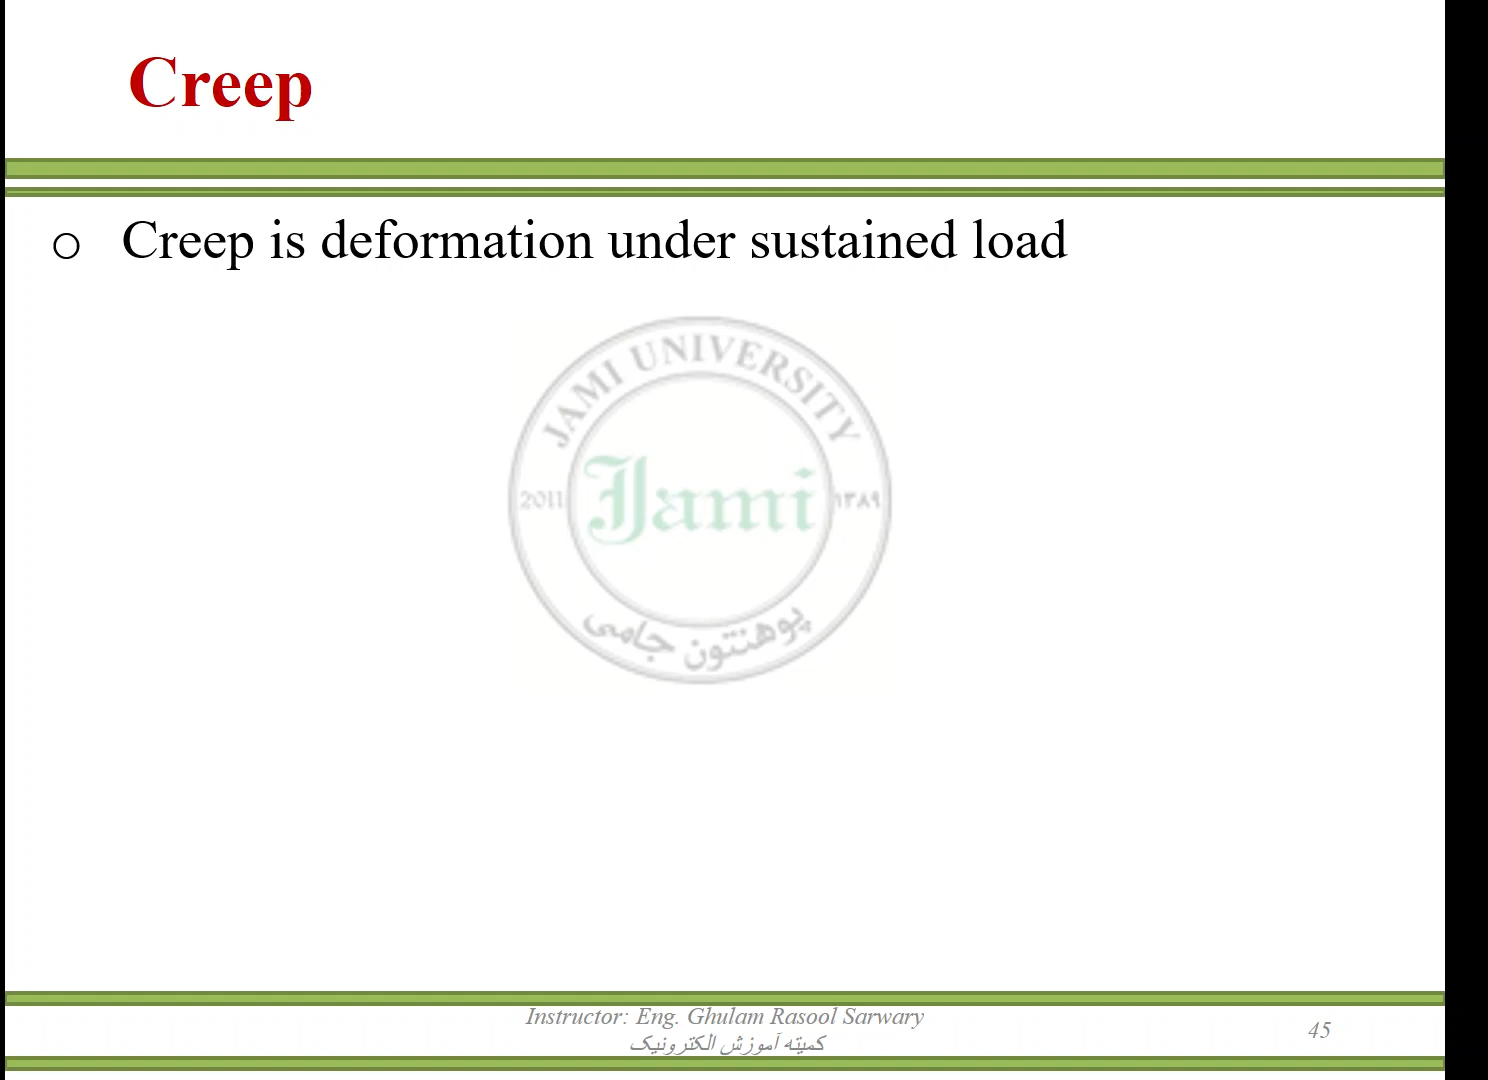 Creep
o Creep is deformation under sustained load
JAMI UNIVERSITY
2011
Jami
۱۳۸۹
پوهنتون جامی
Instructor: Eng. Ghulam Rasool Sarwary
کمیته آموزش الکترونیک
45